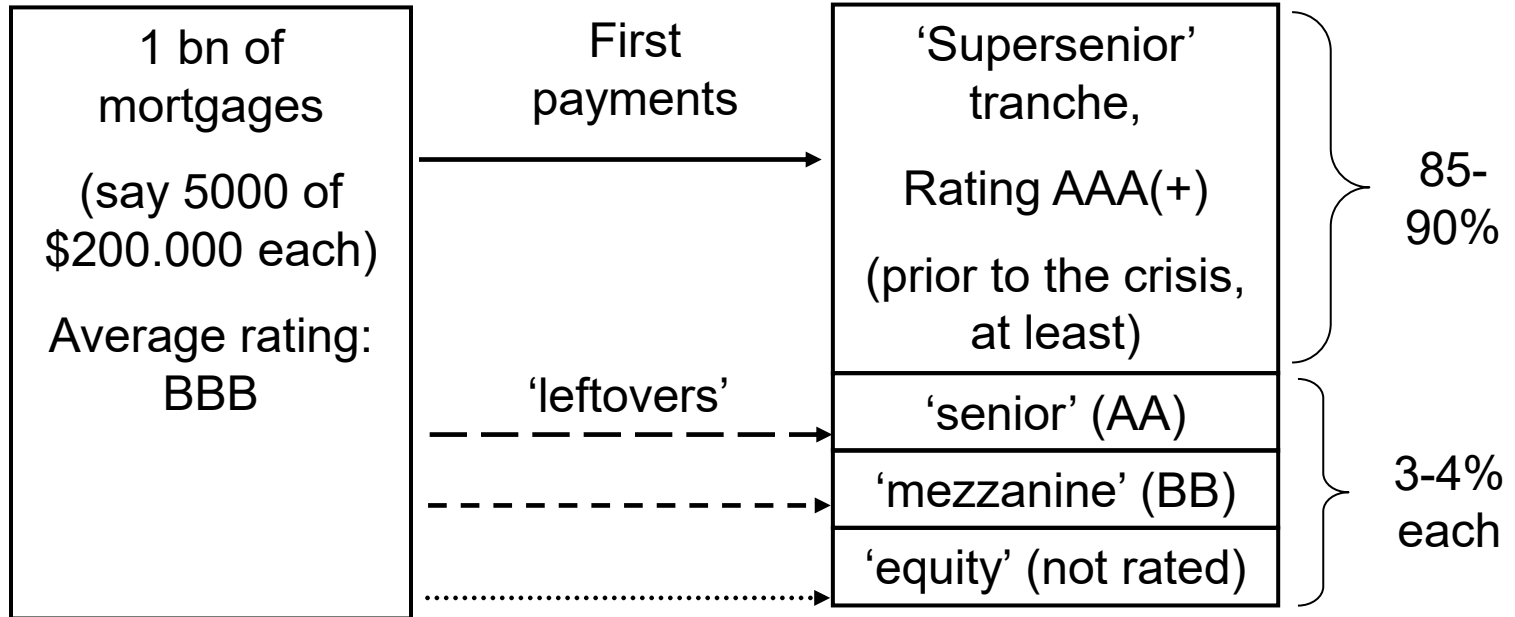 1 bn of
mortgages
(say 5000 of
$200.000 each)
Average rating:
BBB
First
payments
‘leftovers’
‘Supersenior’
tranche,
Rating AAA(+)
(prior to the crisis,
at least)
‘senior’ (AA)
‘mezzanine’ (BB)
‘equity’ (not rated)
85-
90%
3-4%
each